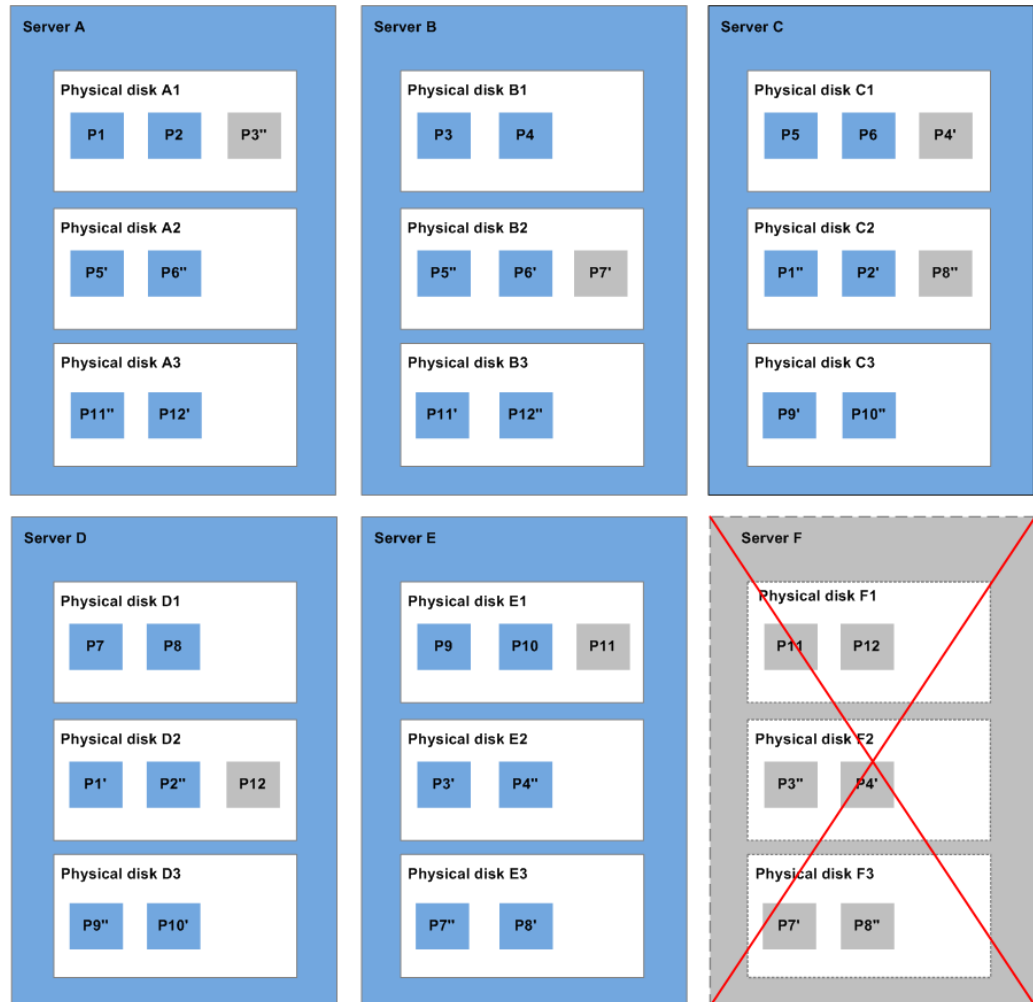 Server A
Physical disk A1
P1 P2 P3"
Physical disk A2
P5' P6"
Physical disk A3
P11" P12'
Server B
Physical disk B1
P3 P4
Physical disk B2
P5" P6' P7'
Physical disk B3
P11' P12"
Server C
Physical disk C1
P5 P6 P4'
Physical disk C2
P1" P2' P8"
Physical disk C3
P9' P10"
Server D
Physical disk D1
P7 P8
Physical disk D2
P1' P2" P12
Physical disk D3
P9" P10'
Server E
Physical disk E1
P9 P10 P11
Physical disk E2
P3' P4"
Physical disk E3
P7" P8'
Server F
Physical disk F1
P11 P12
Physical disk F2
P3" P4'
Physical disk F3
P7' P8"